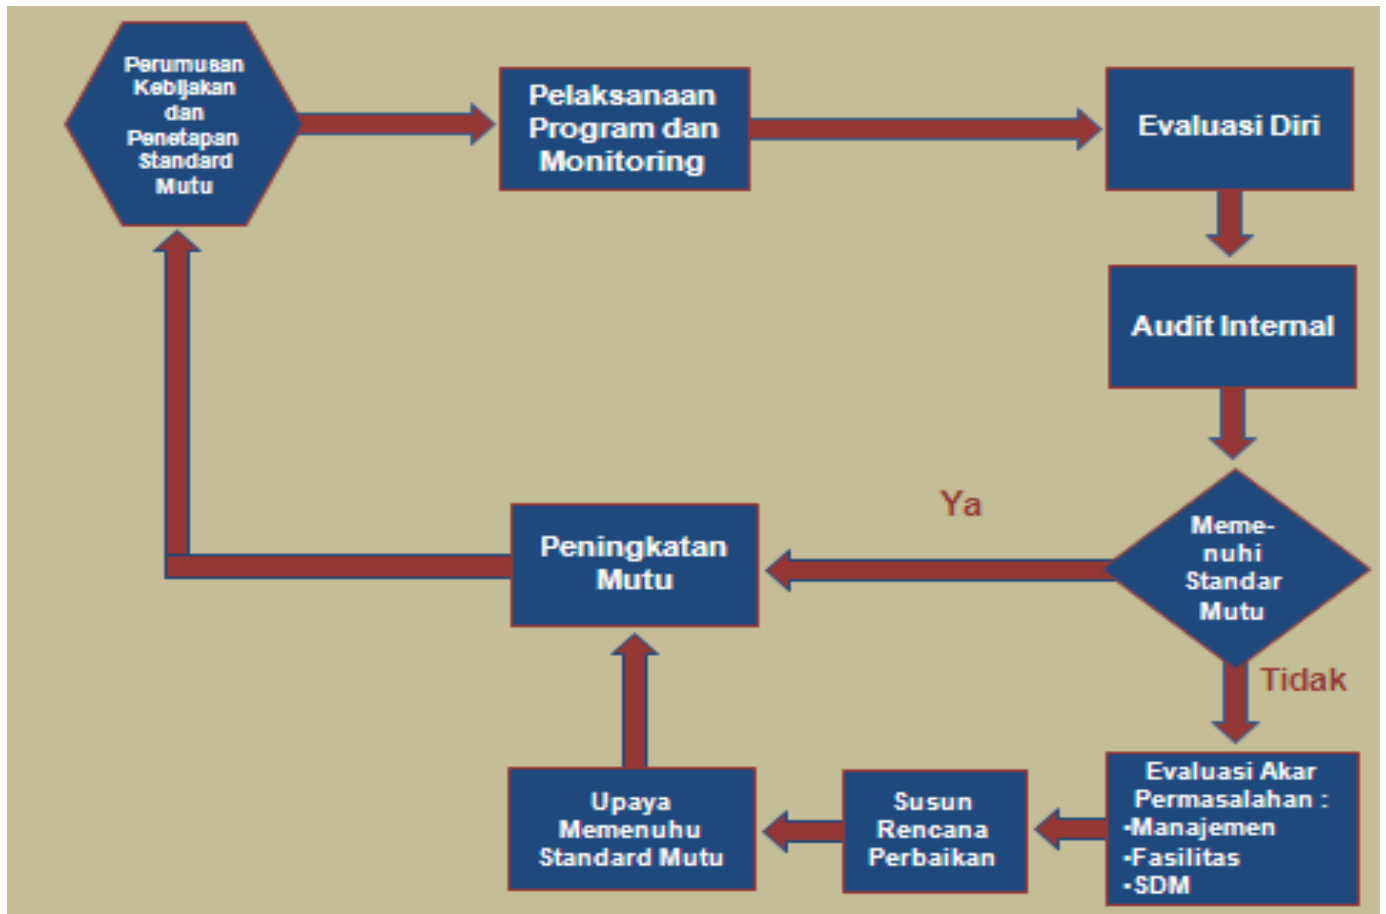 Perumusan
Kebijakan
dan
Penetapan
Standard
Mutu
Pelaksanaan
Program dan
Monitoring
Evaluasi Diri
Audit Internal
Meme-
nuhi
Standar
Mutu
Ya
Tidak
Peningkatan
Mutu
Evaluasi Akar
Permasalahan :
•Manajemen
•Fasilitas
•SDM
Susun
Rencana
Perbaikan
Upaya
Memenuhu
Standard Mutu